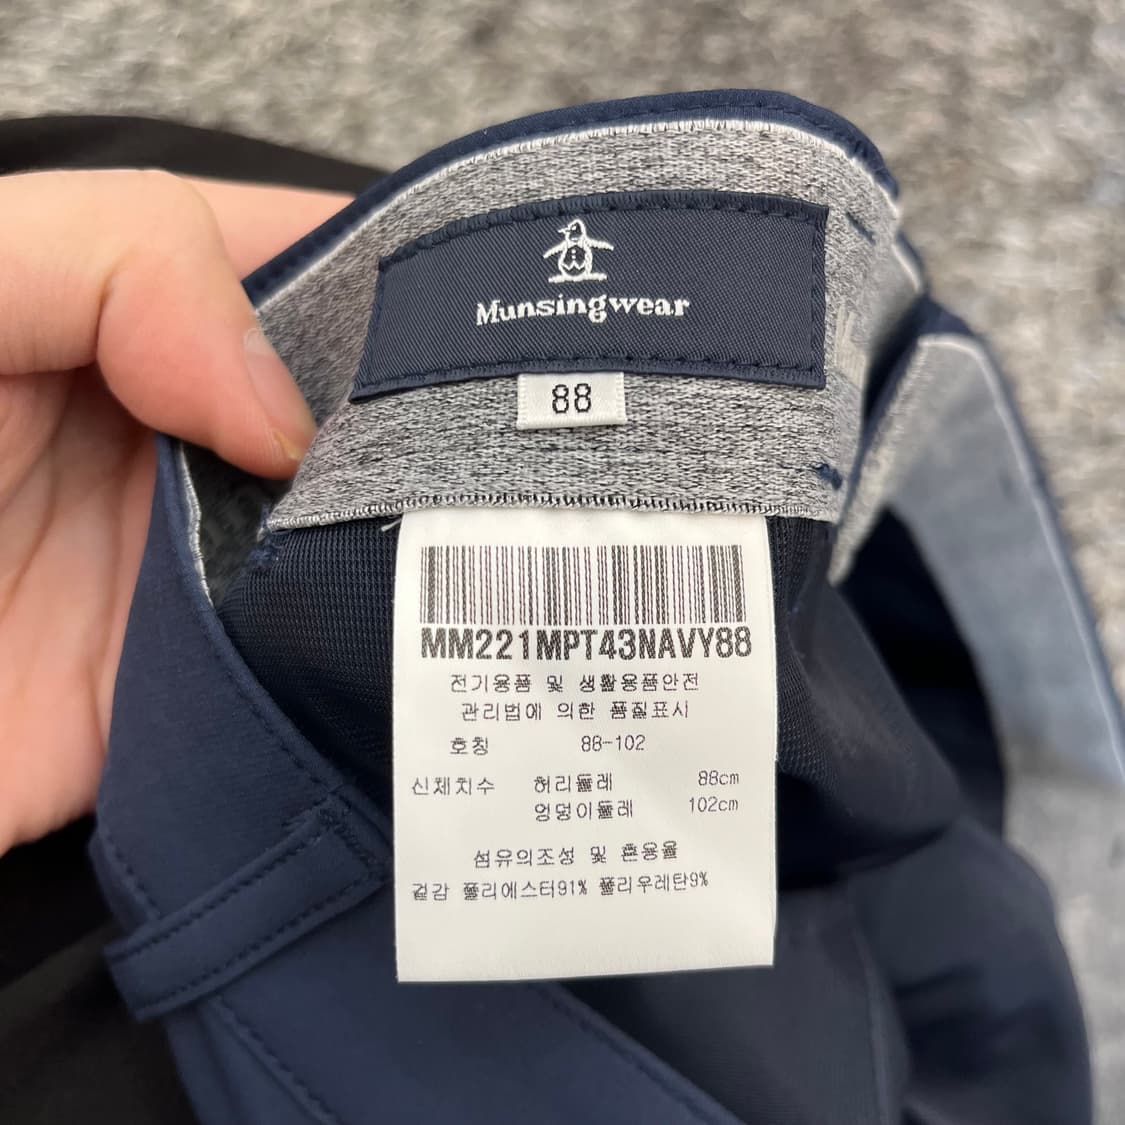 Munsingwear
88
MM221MPT43NAVY88
전기용품 및 생활용품안전
관리법에 의한 품질표시
호칭 88-102
신체치수 허리둘레 88cm
엉덩이둘레 102cm
섬유의조성 및 혼용율
겉감 폴리에스터91% 폴리우레탄9%